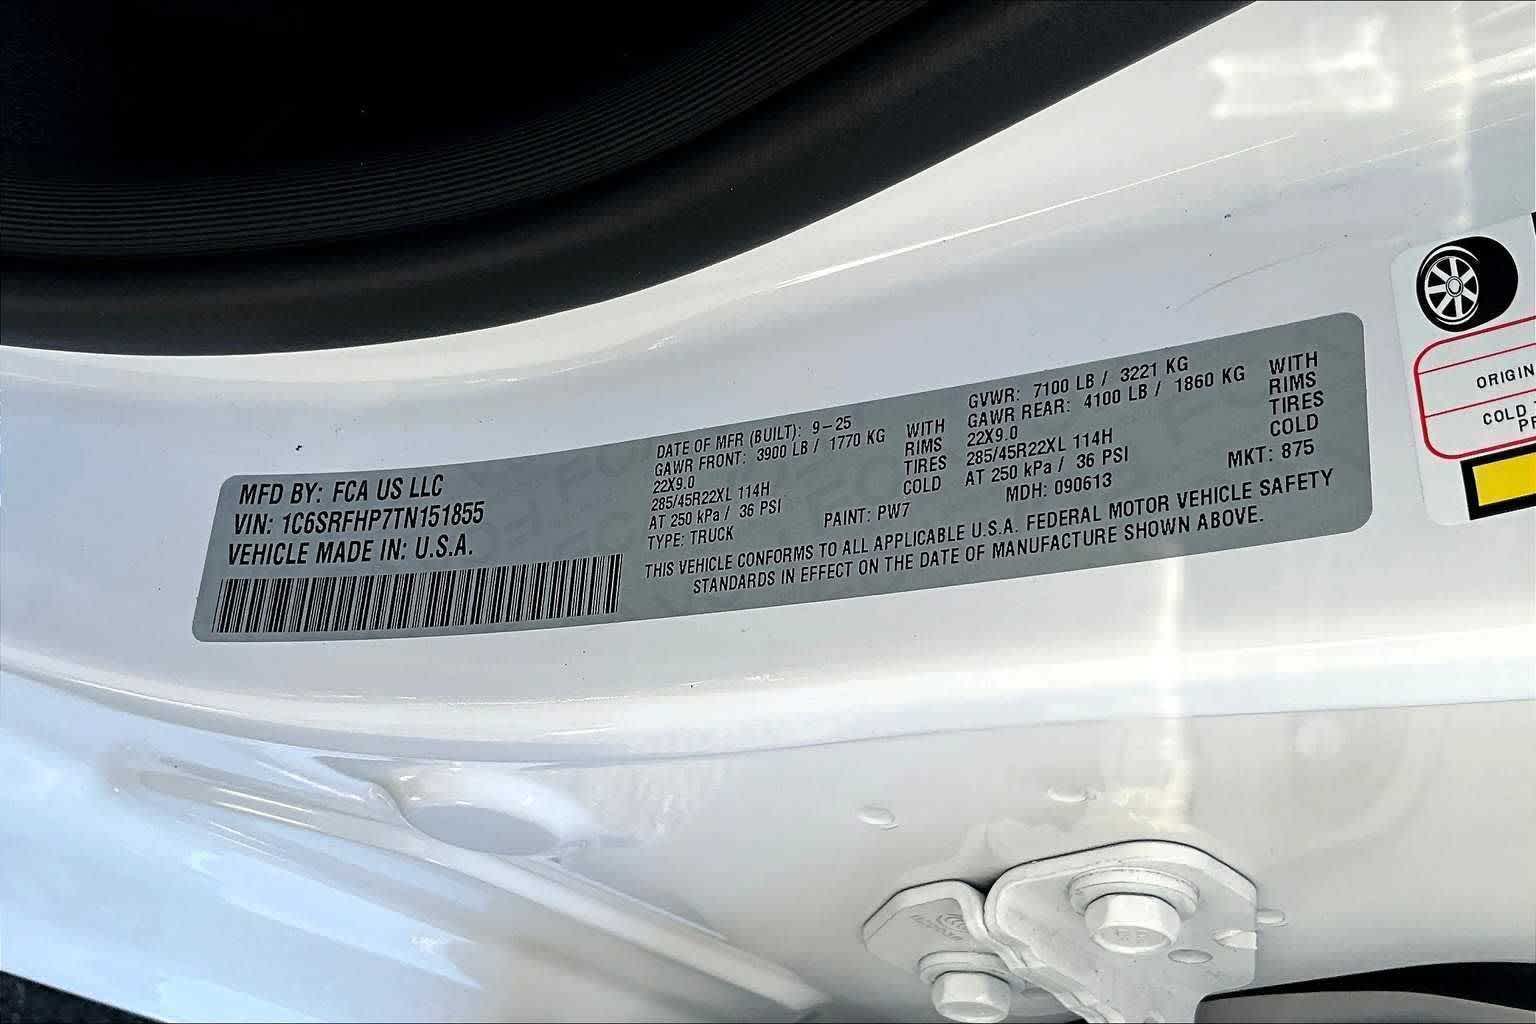 MFD BY: FCA US LLC
VIN: 1C6SRFHP7TN151855
VEHICLE MADE IN: U.S.A.
DATE OF MFR (BUILT): 9-25
GAWR FRONT: 3900 LB / 1770 KG WITH
22X9.0 RIMS
285/45R22XL 114H TIRES
AT 250 kPa / 36 PSI COLD
TYPE: TRUCK PAINT: PW7
GVWR: 7100 LB / 3221 KG
GAWR REAR: 4100 LB / 1860 KG WITH
22X9.0 RIMS
285/45R22XL 114H TIRES
AT 250 kPa / 36 PSI COLD
MDH: 090613 MKT: 875
THIS VEHICLE CONFORMS TO ALL APPLICABLE U.S.A. FEDERAL MOTOR VEHICLE SAFETY
STANDARDS IN EFFECT ON THE DATE OF MANUFACTURE SHOWN ABOVE.
ORIGIN
COLD